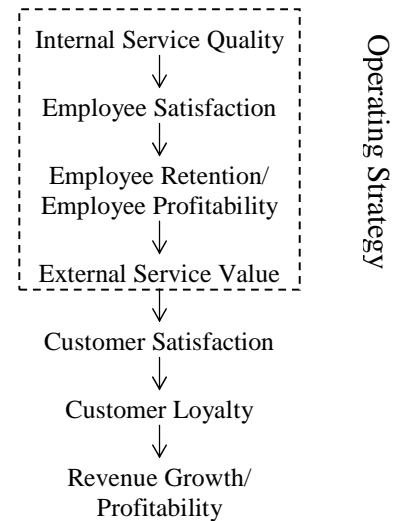 Internal Service Quality
Employee Satisfaction
Employee Retention/
Employee Profitability
External Service Value
Customer Satisfaction
Customer Loyalty
Revenue Growth/
Profitability
Operating Strategy